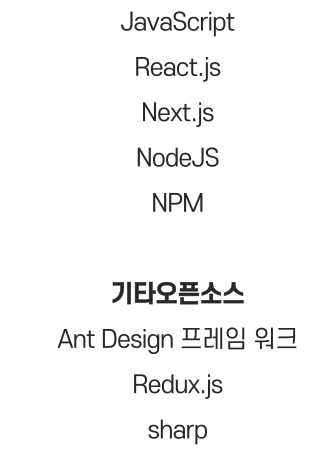 JavaScript
React.js
Next.js
NodeJS
NPM
기타오픈소스
Ant Design 프레임 워크
Redux.js
sharp